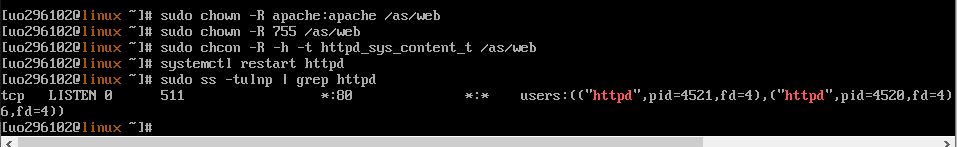 [uo296102@linux ~]# sudo chown -R apache:apache /as/web
[uo296102@linux ~]# sudo chown -R 755 /as/web
[uo296102@linux ~]# sudo chcon -R -h -t httpd_sys_content_t /as/web
[uo296102@linux ~]# systemctl restart httpd
[uo296102@linux ~]# sudo ss -tulnp | grep httpd
tcp LISTEN 0 511 *:80 *:* users:(("httpd",pid=4521,fd=4),("httpd",pid=4520,fd=4)
6,fd=4))
[uo296102@linux ~]#